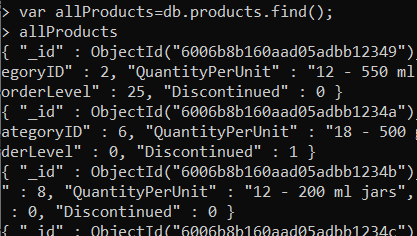 > var allProducts=db.products.find();
> allProducts
{ "_id" : ObjectId("6006b8b160aad05adbb12349")
egoryID" : 2, "QuantityPerUnit" : "12 - 550 ml
orderLevel" : 25, "Discontinued" : 0 }
{ "_id" : ObjectId("6006b8b160aad05adbb1234a")
ategoryID" : 6, "QuantityPerUnit" : "18 - 500
derLevel" : 0, "Discontinued" : 1 }
{ "_id" : ObjectId("6006b8b160aad05adbb1234b")
" : 8, "QuantityPerUnit" : "12 - 200 ml jars",
: 0, "Discontinued" : 0 }
{ "_id" : ObjectId("6006b8b160aad05adbb1234c")